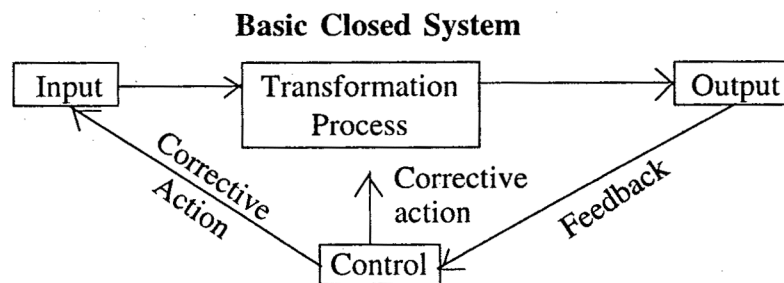 Basic Closed System
Input
Transformation
Process
Output
Corrective
Action
Corrective
action
Feedback
Control